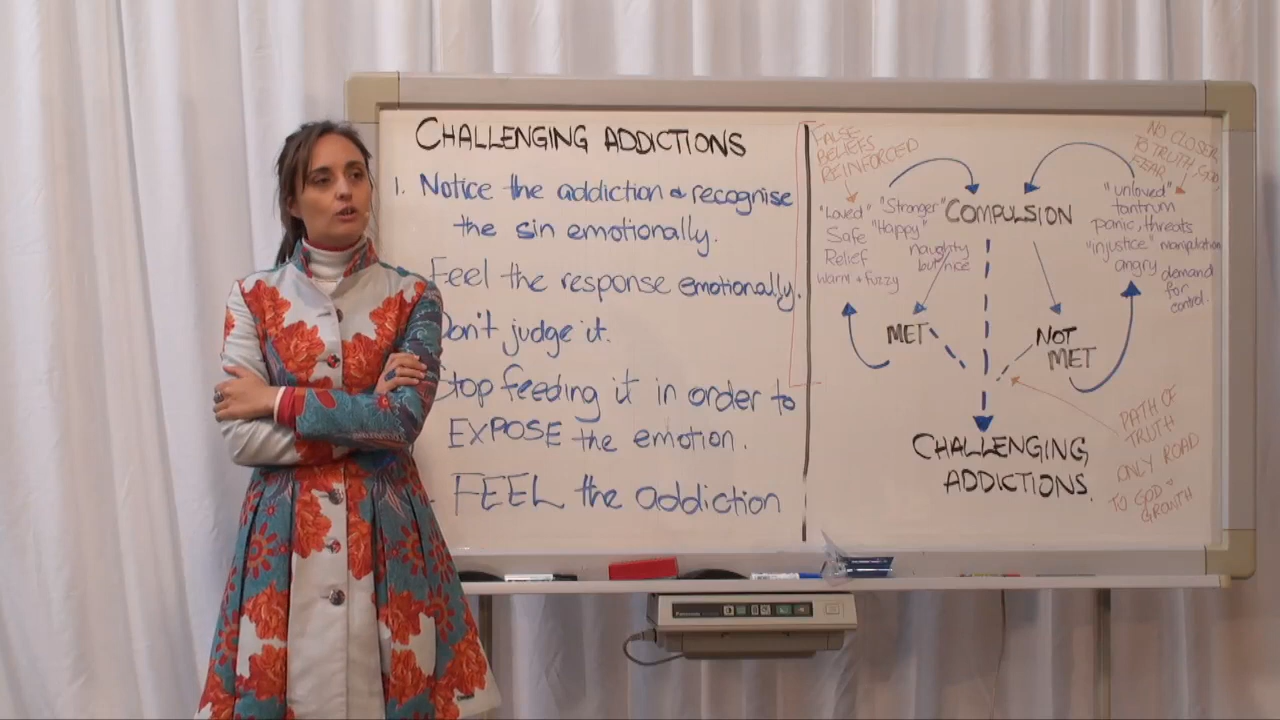 CHALLENGING ADDICTIONS
1. Notice the addiction & recognise
the sin emotionally.
Feel the response emotionally.
Don't judge it.
Stop feeding it in order to
EXPOSE the emotion.
FEEL the addiction
FALSE
BELIEFS
REINFORCED
"Loved" "Stronger"
Safe "Happy"
Relief naughty
but nice
warm + fuzzy
COMPULSION
NO CLOSER
TO TRUTH, GOD,
FEAR
"unloved"
tantrum
panic, threats
"injustice" manipulation
angry demand
for
control.
MET
NOT
MET
CHALLENGING
ADDICTIONS.
PATH OF
TRUTH
ONLY ROAD
TO GOD +
GROWTH
Panasonic